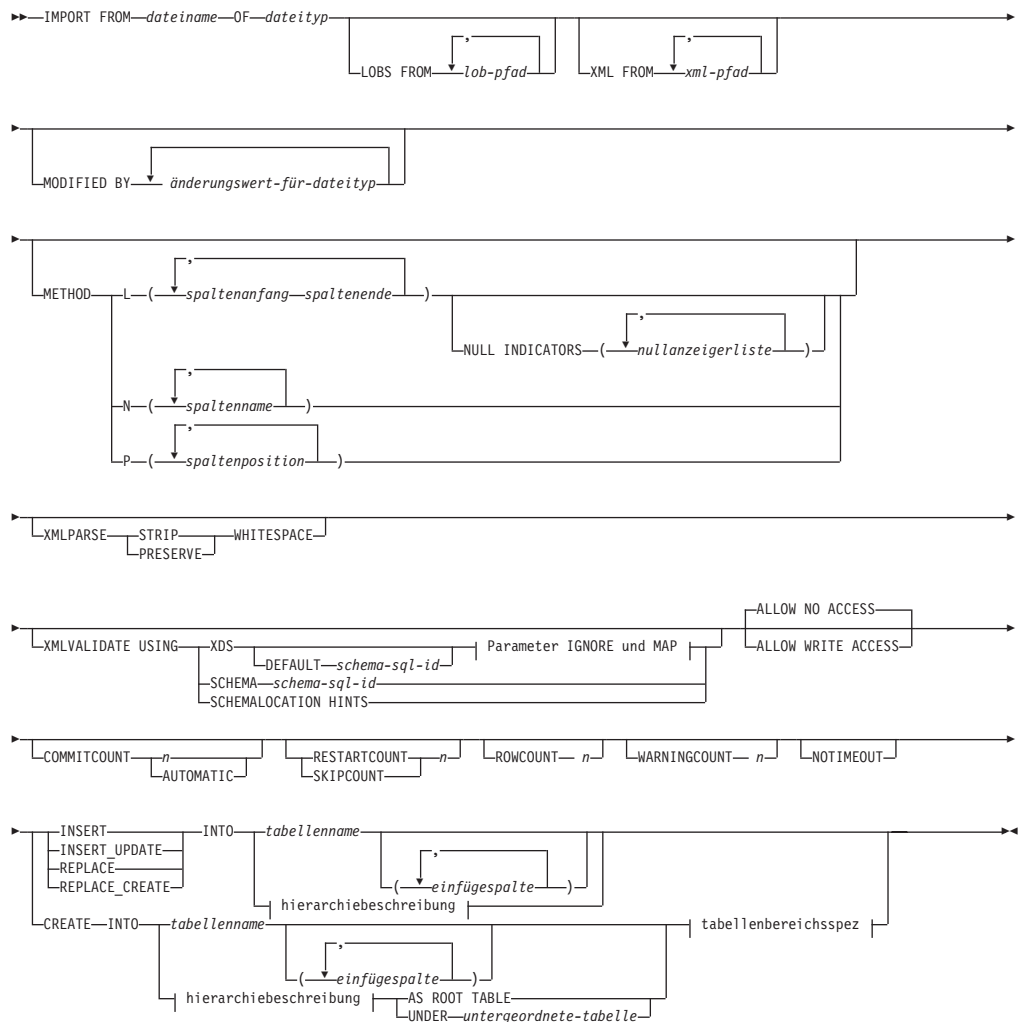 IMPORT FROM dateiname OF dateityp
,
LOBS FROM lob-pfad
,
XML FROM xml-pfad
MODIFIED BY änderungswert-für-dateityp
METHOD L ( spaltenanfang spaltenende )
,
NULL INDICATORS ( nullanzeigerliste )
,
N ( spaltenname )
,
P ( spaltenposition )
,
XMLPARSE STRIP WHITESPACE
PRESERVE
ALLOW NO ACCESS
XMLVALIDATE USING XDS Parameter IGNORE und MAP ALLOW WRITE ACCESS
DEFAULT schema-sql-id
SCHEMA schema-sql-id
SCHEMALOCATION HINTS
COMMITCOUNT n RESTARTCOUNT n ROWCOUNT n WARNINGCOUNT n NOTIMEOUT
AUTOMATIC SKIPCOUNT
INSERT INTO tabellenname
INSERT_UPDATE ,
REPLACE
REPLACE_CREATE ( einfügespalte )
hierarchiebeschreibung
CREATE INTO tabellenname tabellenbereichsspez
,
( einfügespalte )
hierarchiebeschreibung AS ROOT TABLE
UNDER untergeordnete-tabelle